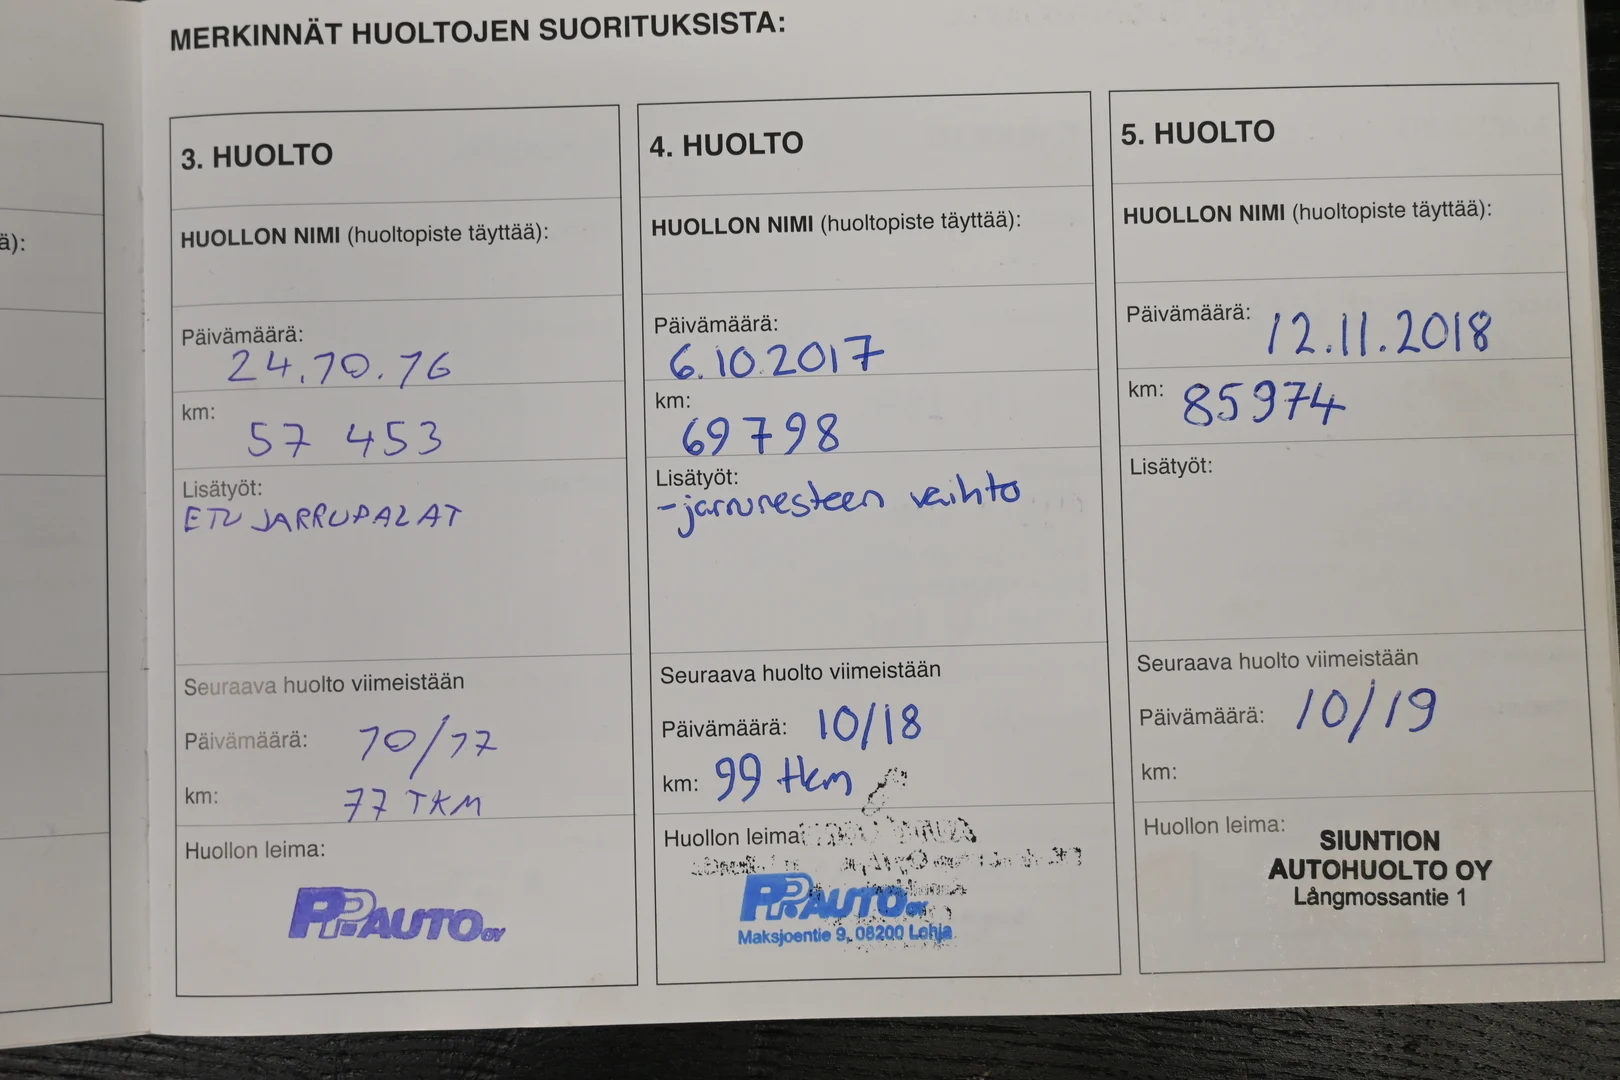 MERKINNÄT HUOLTOJEN SUORITUKSISTA:
ä):
3. HUOLTO
HUOLLON NIMI (huoltopiste täyttää):
Päivämäärä:
24.10.16
km:
57 453
Lisätyöt:
ETU JARRUPALAT
Seuraava huolto viimeistään
Päivämäärä: 10/17
km: 77 TKM
Huollon leima:
PP.AUTO OY
4. HUOLTO
HUOLLON NIMI (huoltopiste täyttää):
Päivämäärä:
6.10.2017
km:
69798
Lisätyöt:
-jarrunesteen vaihto
Seuraava huolto viimeistään
Päivämäärä: 10/18
km: 99 tkm
Huollon leima:
PP.AUTO OY
Maksjoentie 9, 08200 Lohja
5. HUOLTO
HUOLLON NIMI (huoltopiste täyttää):
Päivämäärä: 12.11.2018
km: 85974
Lisätyöt:
Seuraava huolto viimeistään
Päivämäärä: 10/19
km:
Huollon leima:
SIUNTION
AUTOHUOLTO OY
Långmossantie 1